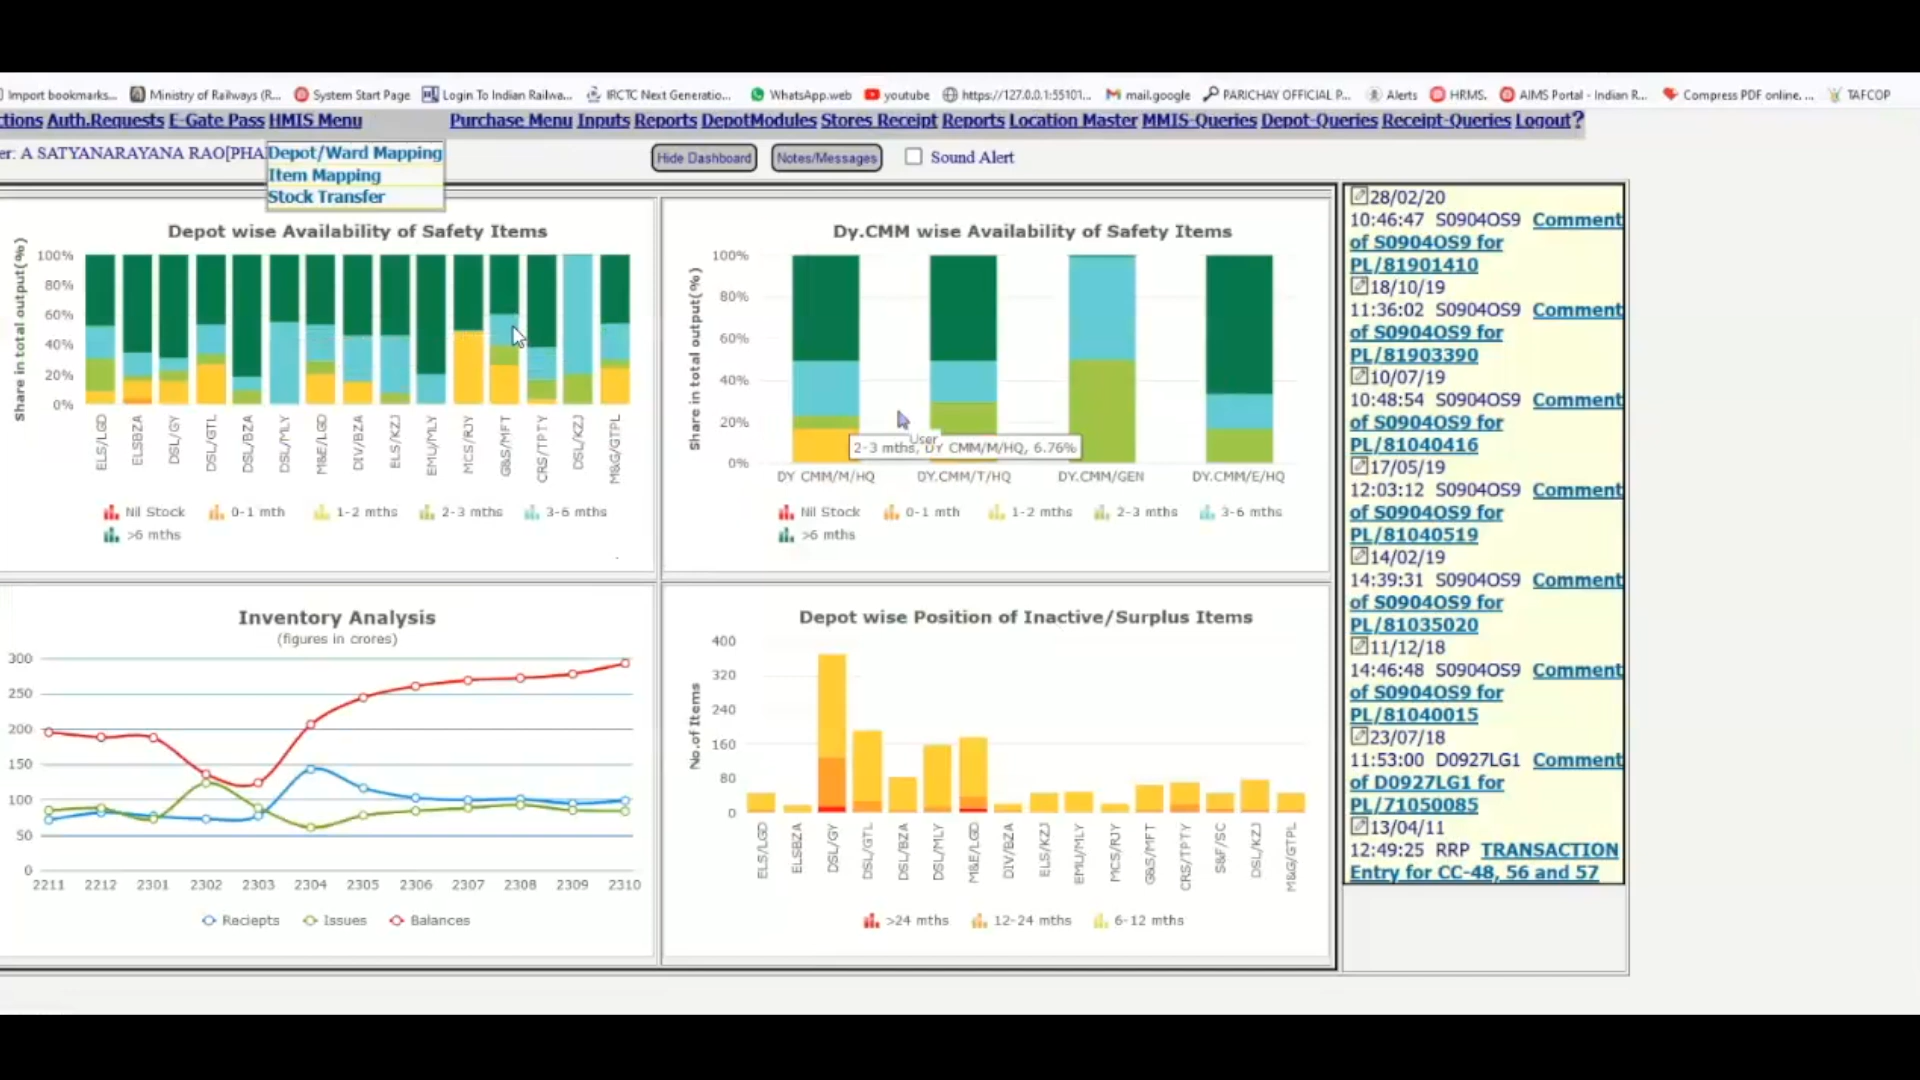 Import bookmarks... Ministry of Railways (R... System Start Page Login To Indian Railwa... IRCTC Next Generatio... WhatsApp.web youtube https://127.0.0.1:55101... mail.google PARICHAY OFFICIAL P... Alerts HRMS. AIMS Portal - Indian R... Compress PDF online. ... TAFCOP
ctions Auth.Requests E-Gate Pass HMIS Menu Purchase Menu Inputs Reports DepotModules Stores Receipt Reports Location Master MMIS-Queries Depot-Queries Receipt-Queries Logout?
er: A SATYANARAYANA RAO[PHA Hide Dashboard Notes/Messages Sound Alert
Depot/Ward Mapping
Item Mapping
Stock Transfer
Depot wise Availability of Safety Items
Share in total output(%)
100%
80%
60%
40%
20%
0%
ELS/LGD ELSBZA DSL/GY DSL/GTL DSL/BZA DSL/MLY M&E/LGD DIV/BZA ELS/KZJ EMU/MLY MCS/RJY G&S/MFT CRS/TPTY DSL/KZJ M&G/GTPL
Nil Stock 0-1 mth 1-2 mths 2-3 mths 3-6 mths
>6 mths
Dy.CMM wise Availability of Safety Items
Share in total output(%)
100%
80%
60%
40%
20%
0%
User
2-3 mths, DY CMM/M/HQ, 6.76%
DY CMM/M/HQ DY.CMM/T/HQ DY.CMM/GEN DY.CMM/E/HQ
Nil Stock 0-1 mth 1-2 mths 2-3 mths 3-6 mths
>6 mths
Inventory Analysis
(figures in crores)
300
250
200
150
100
50
0
2211 2212 2301 2302 2303 2304 2305 2306 2307 2308 2309 2310
Reciepts Issues Balances
Depot wise Position of Inactive/Surplus Items
No.of Items
400
320
240
160
80
0
ELS/LGD ELSBZA DSL/GY DSL/GTL DSL/BZA DSL/MLY M&E/LGD DIV/BZA ELS/KZJ EMU/MLY MCS/RJY G&S/MFT CRS/TPTY S&F/SC DSL/KZJ M&G/GTPL
>24 mths 12-24 mths 6-12 mths
28/02/20
10:46:47 S0904OS9 Comment
of S0904OS9 for
PL/81901410
18/10/19
11:36:02 S0904OS9 Comment
of S0904OS9 for
PL/81903390
10/07/19
10:48:54 S0904OS9 Comment
of S0904OS9 for
PL/81040416
17/05/19
12:03:12 S0904OS9 Comment
of S0904OS9 for
PL/81040519
14/02/19
14:39:31 S0904OS9 Comment
of S0904OS9 for
PL/81035020
11/12/18
14:46:48 S0904OS9 Comment
of S0904OS9 for
PL/81040015
23/07/18
11:53:00 D0927LG1 Comment
of D0927LG1 for
PL/71050085
13/04/11
12:49:25 RRP TRANSACTION
Entry for CC-48, 56 and 57